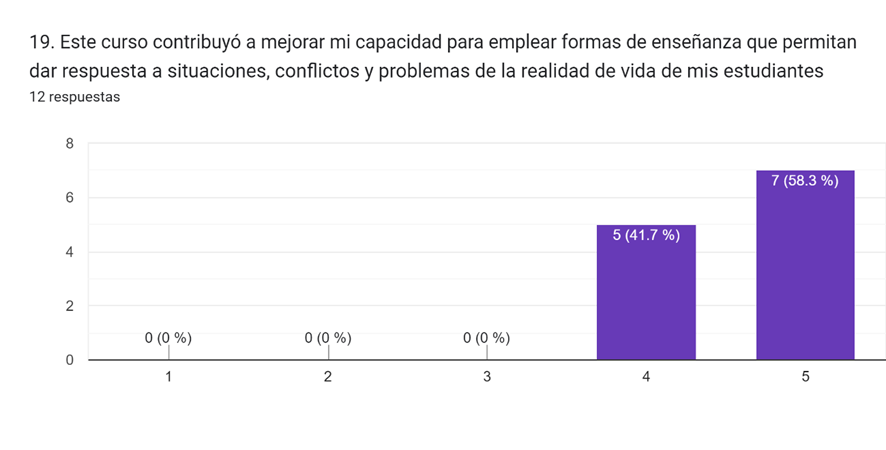 19. Este curso contribuyó a mejorar mi capacidad para emplear formas de enseñanza que permitan
dar respuesta a situaciones, conflictos y problemas de la realidad de vida de mis estudiantes
12 respuestas
8
6
4
2
0
0 (0 %)
0 (0 %)
0 (0 %)
5 (41.7 %)
7 (58.3 %)
1
2
3
4
5